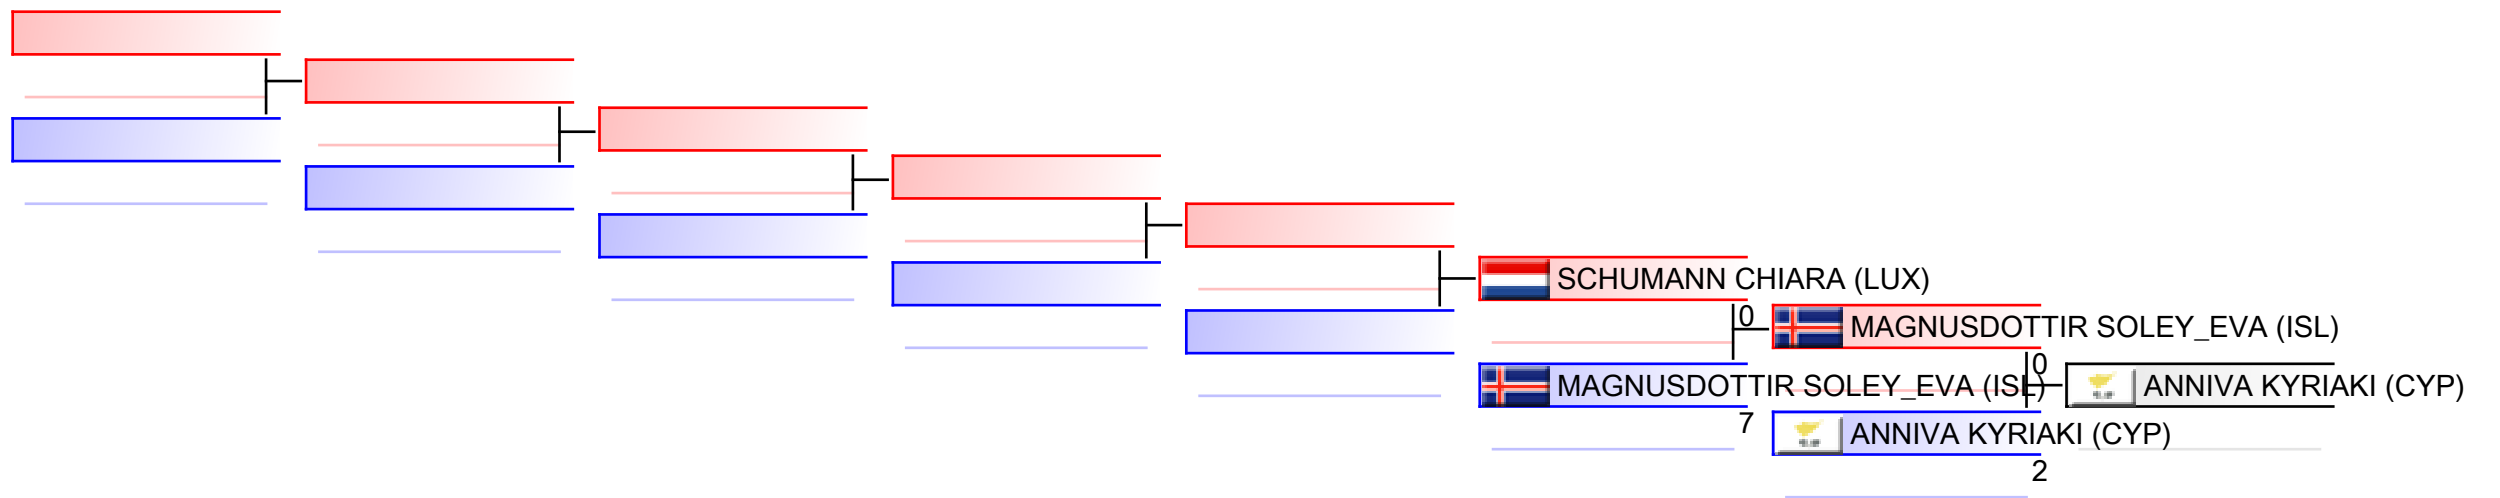 SCHUMANN CHIARA (LUX)
0
MAGNUSDOTTIR SOLEY_EVA (ISL)
7
MAGNUSDOTTIR SOLEY_EVA (ISL)
0
ANNIVA KYRIAKI (CYP)
2
ANNIVA KYRIAKI (CYP)